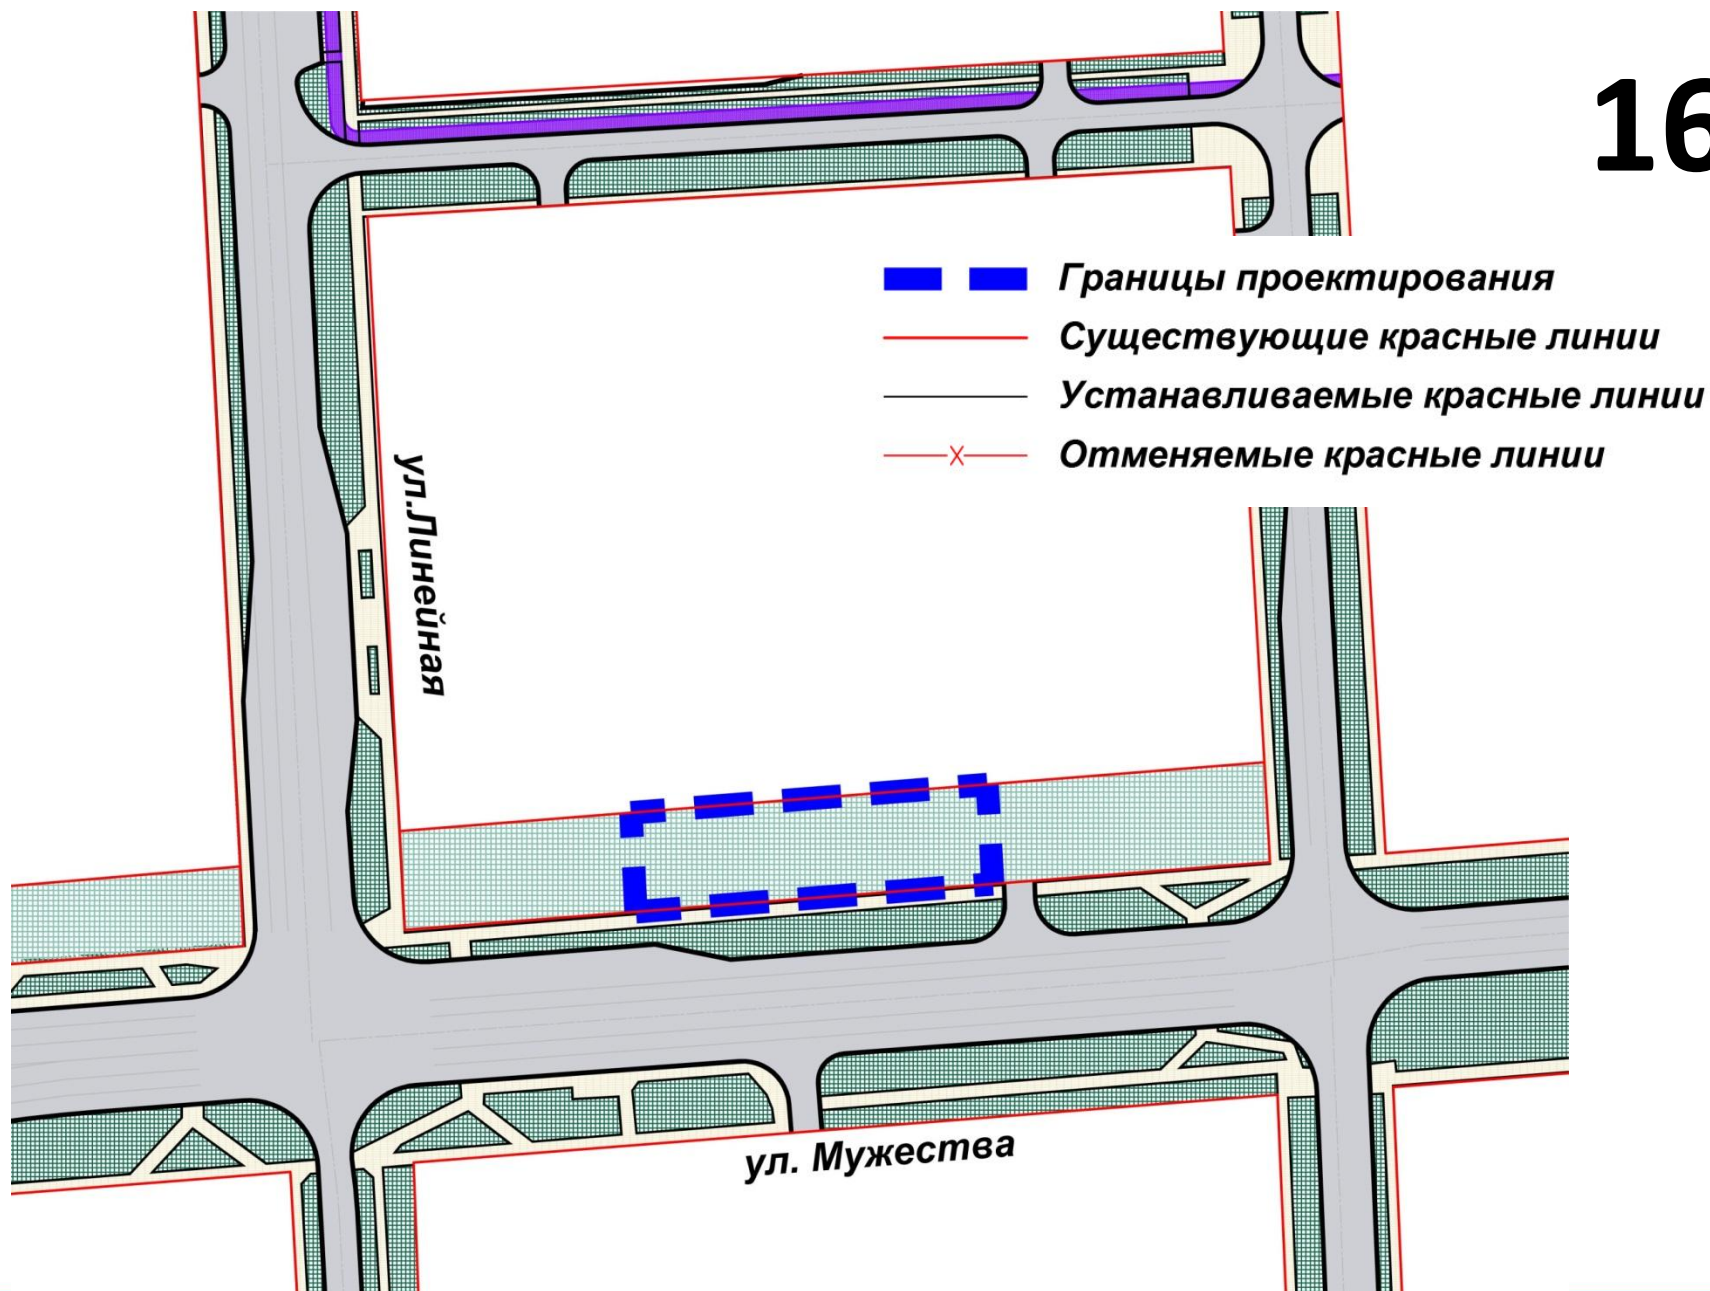 16
Границы проектирования
Существующие красные линии
Устанавливаемые красные линии
Отменяемые красные линии
ул.Линейная
ул. Мужества